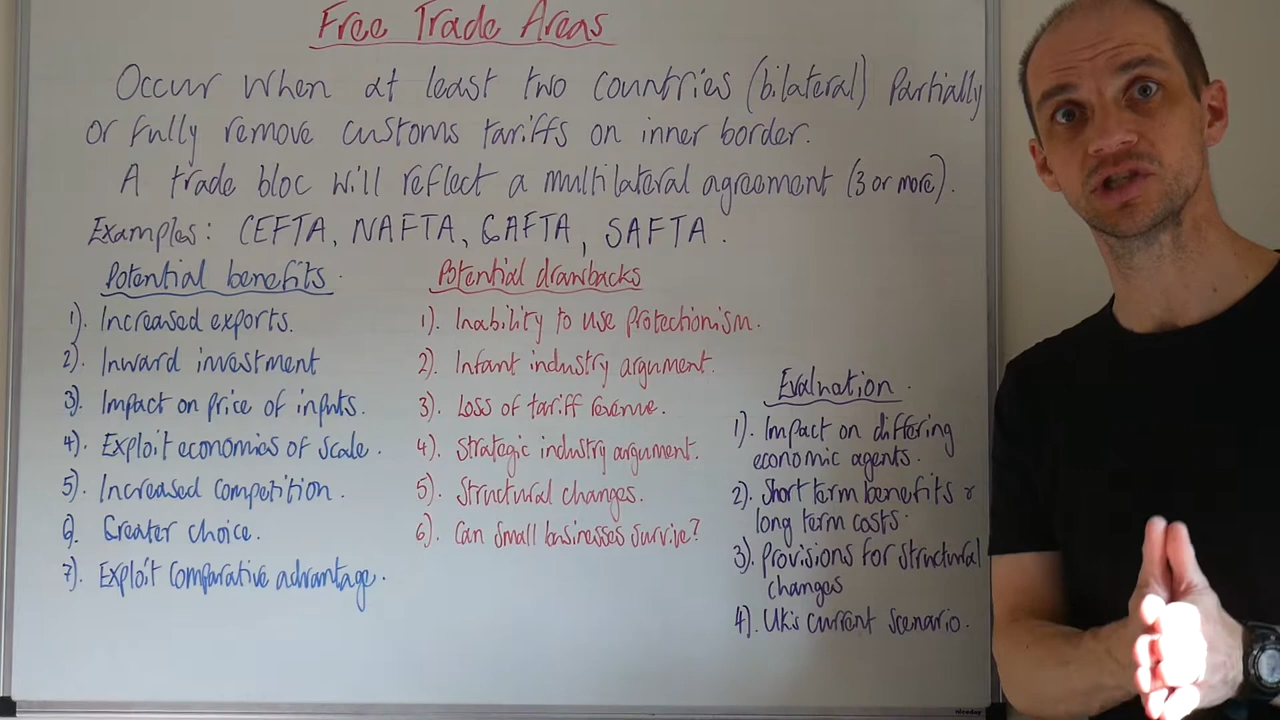 Free Trade Areas
Occur when at least two countries (bilateral) Partially
or fully remove customs tariffs on inner border.
A trade bloc will reflect a multilateral agreement (3 or more).
Examples: CEFTA, NAFTA, GAFTA, SAFTA.
Potential benefits.
1). Increased exports.
2). Inward investment
3). Impact on price of inputs.
4). Exploit economies of scale.
5). Increased competition.
6). Greater choice.
7). Exploit comparative advantage.
Potential drawbacks
1). Inability to use protectionism.
2). Infant industry argument.
3). Loss of tariff revenue.
4). Strategic industry argument.
5). Structural changes.
6). Can small businesses survive?
Evaluation.
1). Impact on differing
economic agents.
2). Short term benefits &
long term costs.
3). Provisions for structural
changes
4). UK's current scenario.